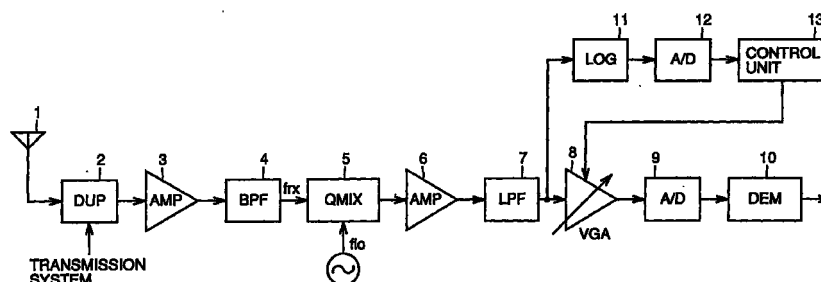 11 12 13
LOG A/D CONTROL
UNIT
1
2 3 4 5 6 7 8 9 10
DUP AMP BPF frx QMIX AMP LPF A/D DEM
VGA
flo
TRANSMISSION
SYSTEM